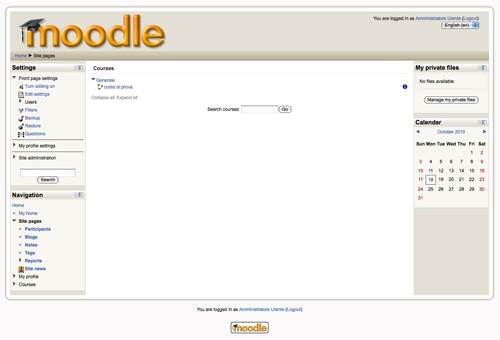 moodle
You are logged in as Amministratore Utente (Logout)
English (en)
Home ► Site pages
Settings
Front page settings
Turn editing on
Edit settings
Users
Filters
Backup
Restore
Questions
My profile settings
Site administration
Search
Navigation
Home
My home
Site pages
Participants
Blogs
Notes
Tags
Reports
Site news
My profile
Courses
Courses
Generale
corso di prova
Collapse all Expand all
Search courses: Go
My private files
No files available
Manage my private files
Calendar
◄ October 2010 ►
Sun Mon Tue Wed Thu Fri Sat
1 2
3 4 5 6 7 8 9
10 11 12 13 14 15 16
17 18 19 20 21 22 23
24 25 26 27 28 29 30
31
You are logged in as Amministratore Utente (Logout)
moodle